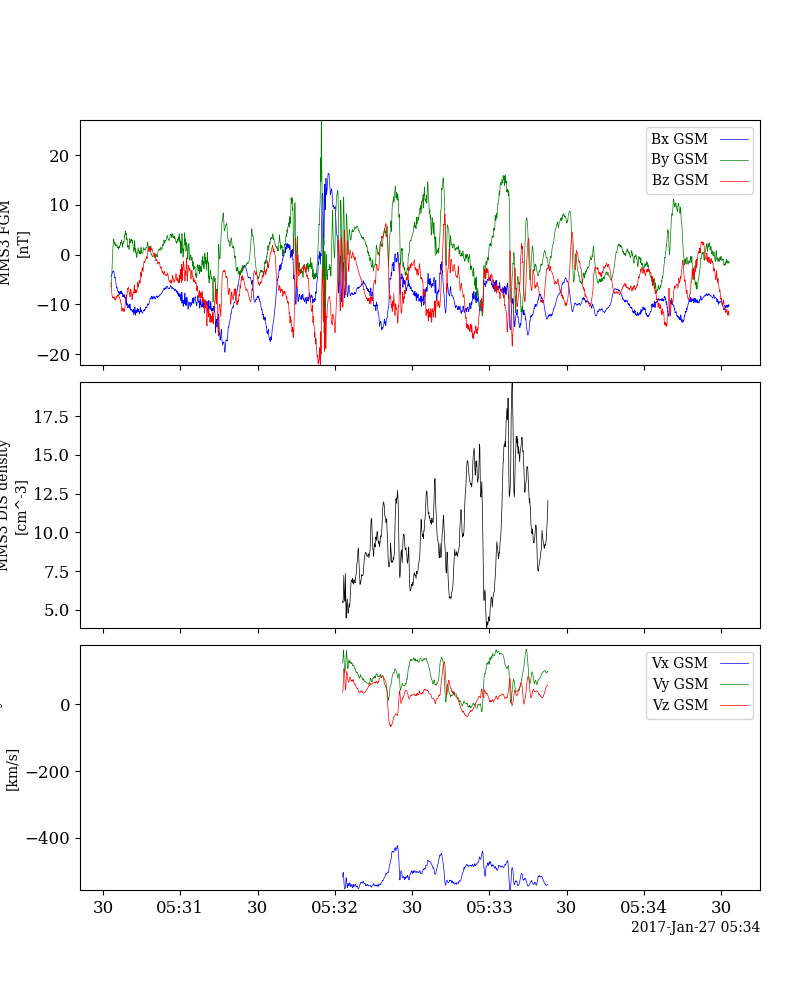 20
10
0
−10
−20
MMS3 FGM
[nT]
Bx GSM
By GSM
Bz GSM
17.5
15.0
12.5
10.0
7.5
5.0
MMS3 DIS density
[cm^-3]
0
−200
−400
[km/s]
Vx GSM
Vy GSM
Vz GSM
30 05:31 30 05:32 30 05:33 30 05:34 30
2017-Jan-27 05:34